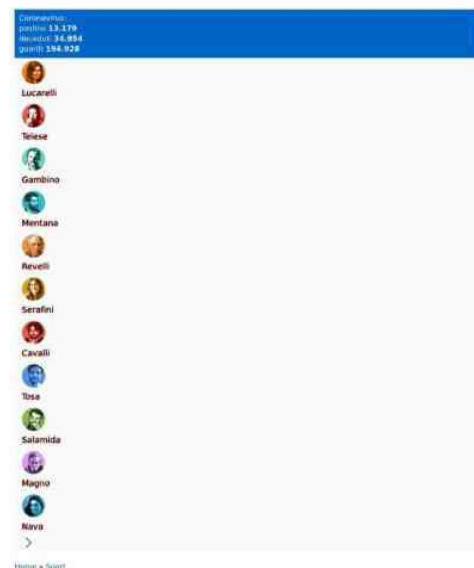 Coronavirus:
positivi 13.179
deceduti 34.854
guariti 194.928
Lucarelli
Telese
Gambino
Mentana
Revelli
Serafini
Cavalli
Tosa
Salamida
Magno
Nava
Home » Sport